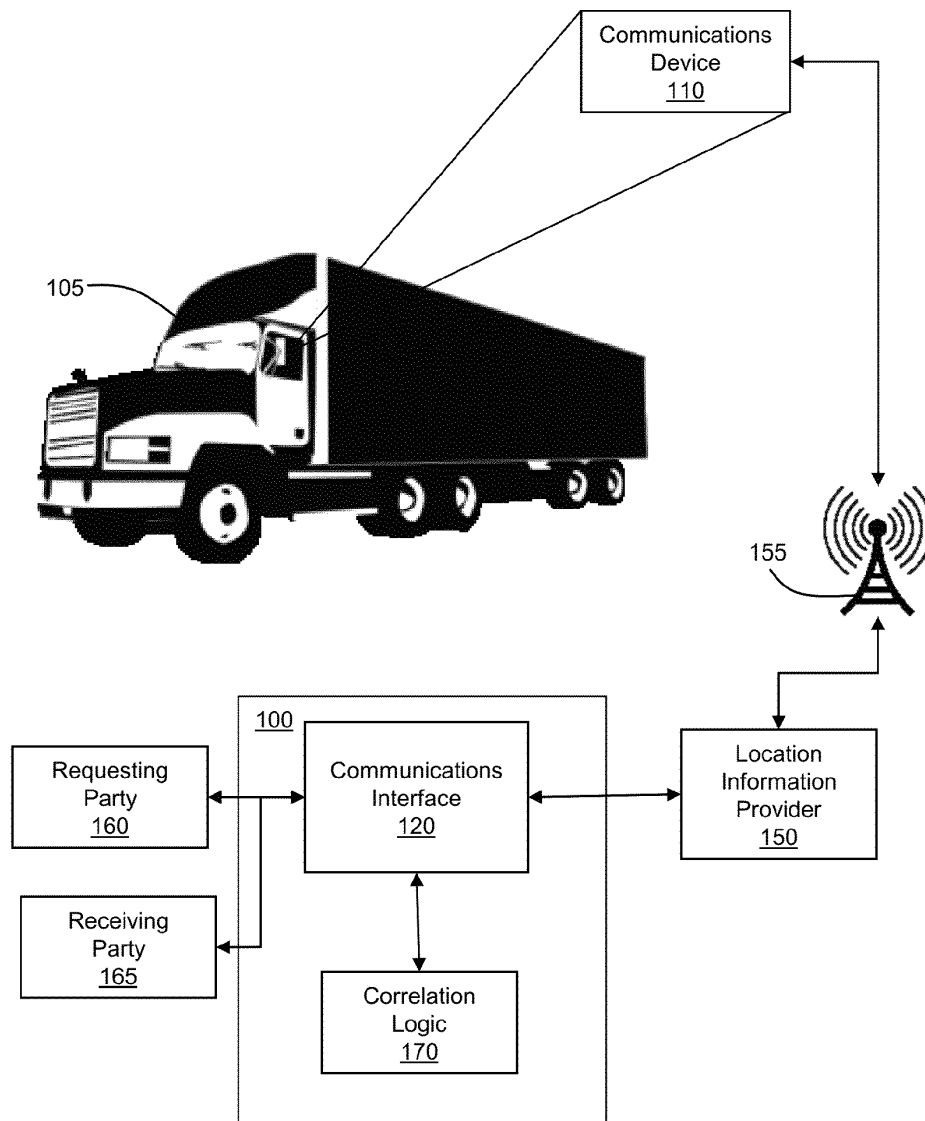 Communications
Device
110
105
155
100
Requesting
Party
160
Communications
Interface
120
Location
Information
Provider
150
Receiving
Party
165
Correlation
Logic
170